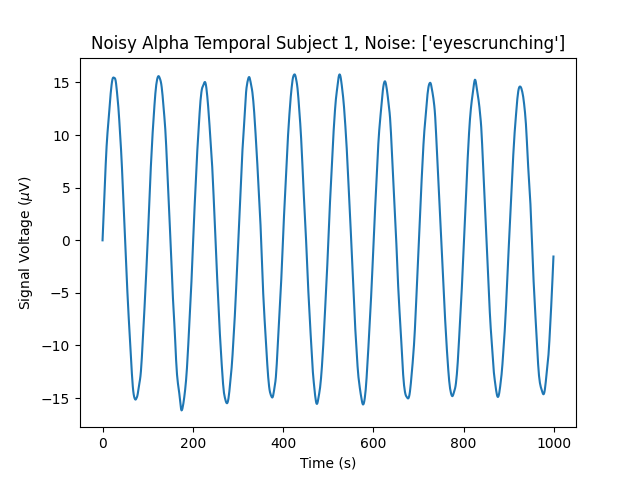 Noisy Alpha Temporal Subject 1, Noise: ['eyescrunching']
Signal Voltage (μV)
15
10
5
0
−5
−10
−15
0 200 400 600 800 1000
Time (s)